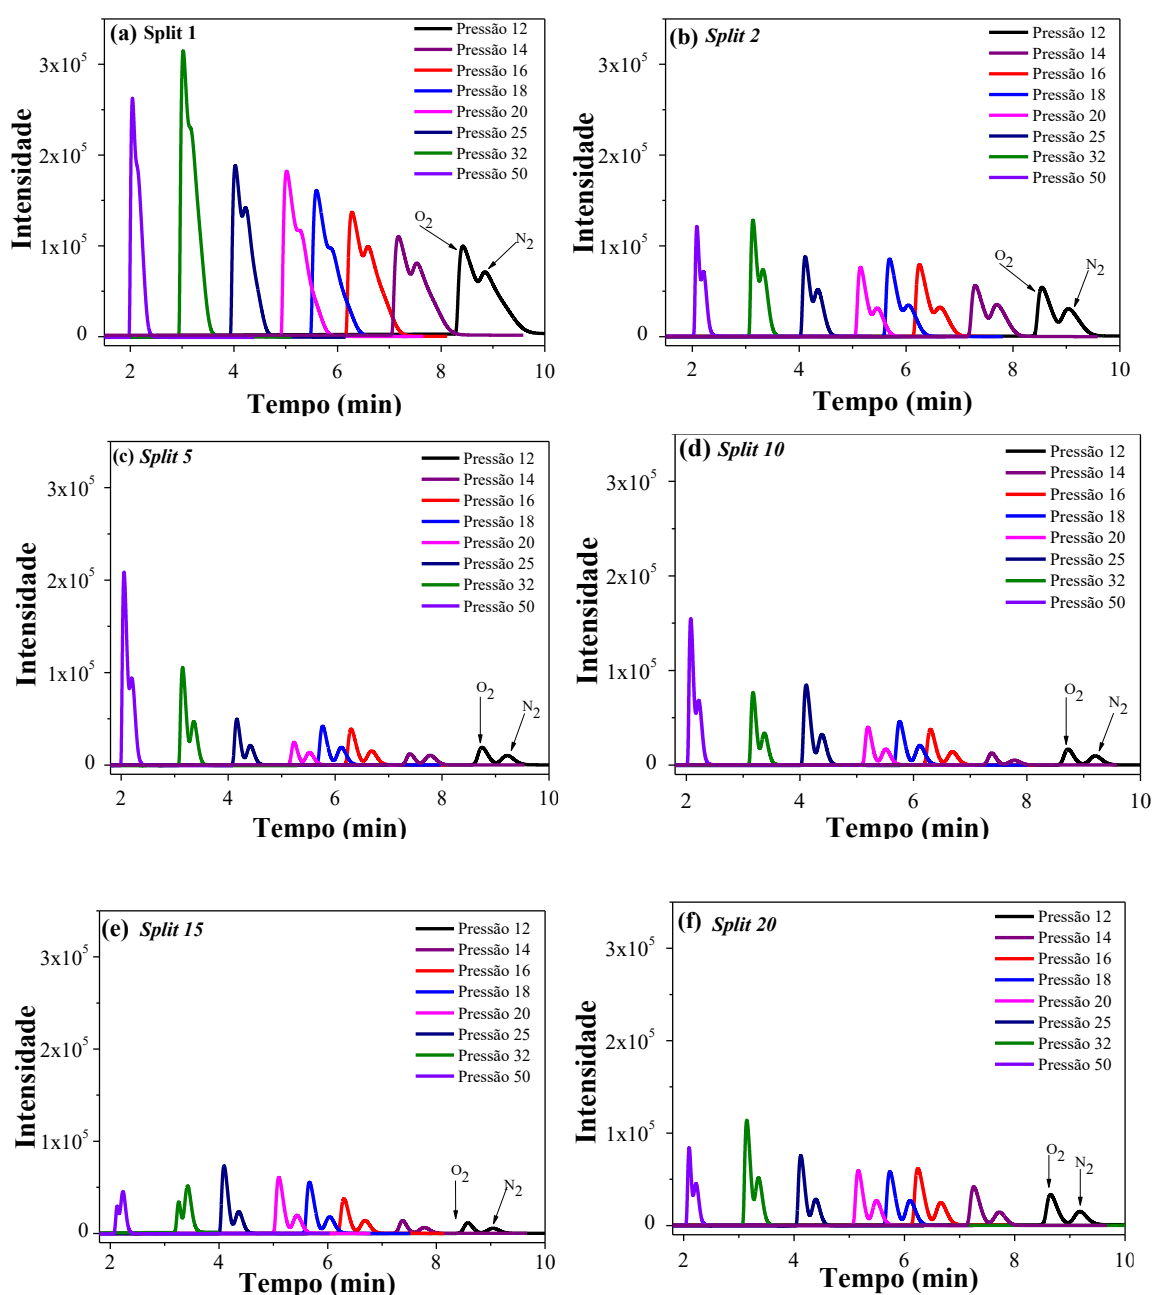 (a) Split 1
Pressão 12
Pressão 14
Pressão 16
Pressão 18
Pressão 20
Pressão 25
Pressão 32
Pressão 50
3x10⁵
2x10⁵
1x10⁵
0
Intensidade
O₂
N₂
2 4 6 8 10
Tempo (min)
(b) Split 2
Pressão 12
Pressão 14
Pressão 16
Pressão 18
Pressão 20
Pressão 25
Pressão 32
Pressão 50
3x10⁵
2x10⁵
1x10⁵
0
Intensidade
O₂
N₂
2 4 6 8 10
Tempo (min)
(c) Split 5
Pressão 12
Pressão 14
Pressão 16
Pressão 18
Pressão 20
Pressão 25
Pressão 32
Pressão 50
3x10⁵
2x10⁵
1x10⁵
0
Intensidade
O₂
N₂
2 4 6 8 10
Tempo (min)
(d) Split 10
Pressão 12
Pressão 14
Pressão 16
Pressão 18
Pressão 20
Pressão 25
Pressão 32
Pressão 50
3x10⁵
2x10⁵
1x10⁵
0
Intensidade
O₂
N₂
2 4 6 8 10
Tempo (min)
(e) Split 15
Pressão 12
Pressão 14
Pressão 16
Pressão 18
Pressão 20
Pressão 25
Pressão 32
Pressão 50
3x10⁵
2x10⁵
1x10⁵
0
Intensidade
O₂
N₂
2 4 6 8 10
Tempo (min)
(f) Split 20
Pressão 12
Pressão 14
Pressão 16
Pressão 18
Pressão 20
Pressão 25
Pressão 32
Pressão 50
3x10⁵
2x10⁵
1x10⁵
0
Intensidade
O₂
N₂
2 4 6 8 10
Tempo (min)